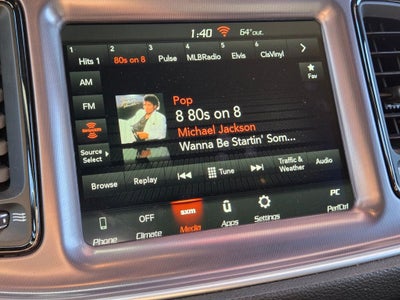 1:40 64°out.
1 2 3 4 5 6
Hits 1 80s on 8 Pulse MLBRadio Elvis ClsVinyl
AM
Fav
FM
Pop
8 80s on 8
Michael Jackson
Wanna Be Startin' Som...
Source
Select
Browse Replay Tune Traffic & Weather Audio
OFF sxm PC
Phone Climate Media Apps Settings PerfCtrl